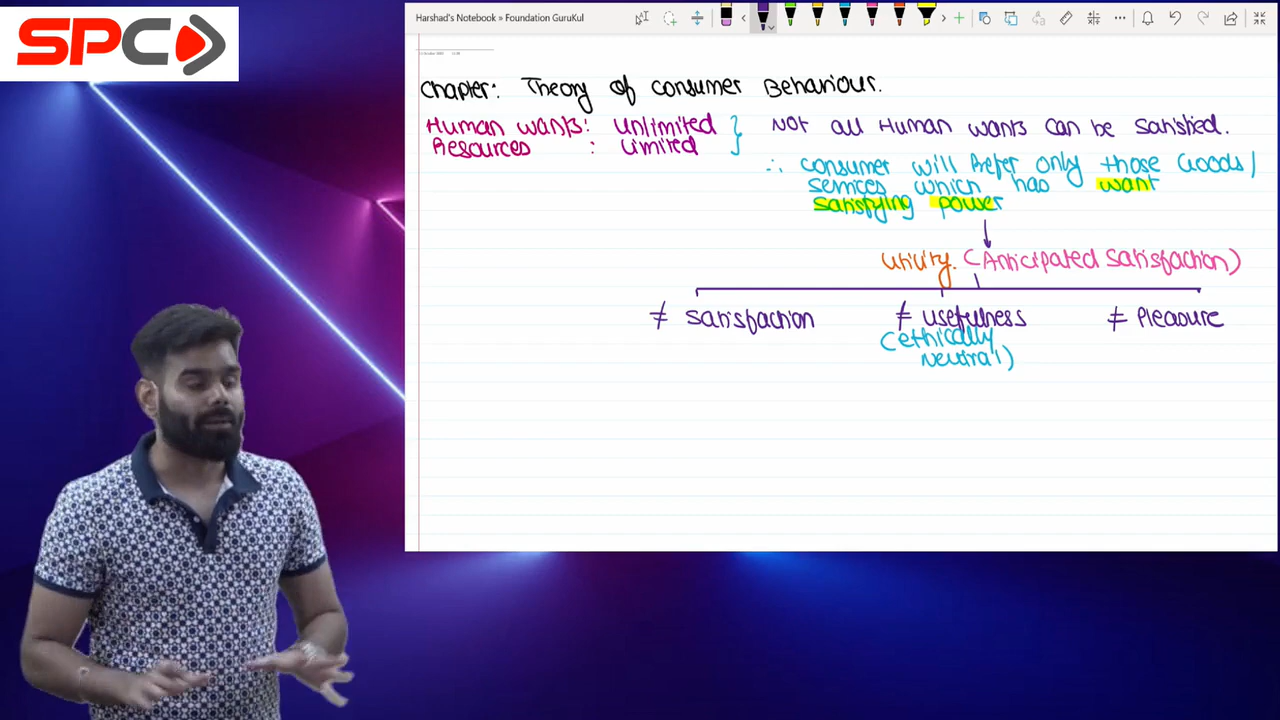 SPC
Harshad's Notebook » Foundation GuruKul
Chapter: Theory of consumer Behaviour.
Human wants: unlimited } Not all Human wants can be satisfied.
Resources : Limited
∴ consumer will Prefer only those Goods/
services which has want
satisfying power
utility. (Anticipated satisfaction)
≠ satisfaction ≠ usefulness ≠ Pleasure
(ethically
neutral)